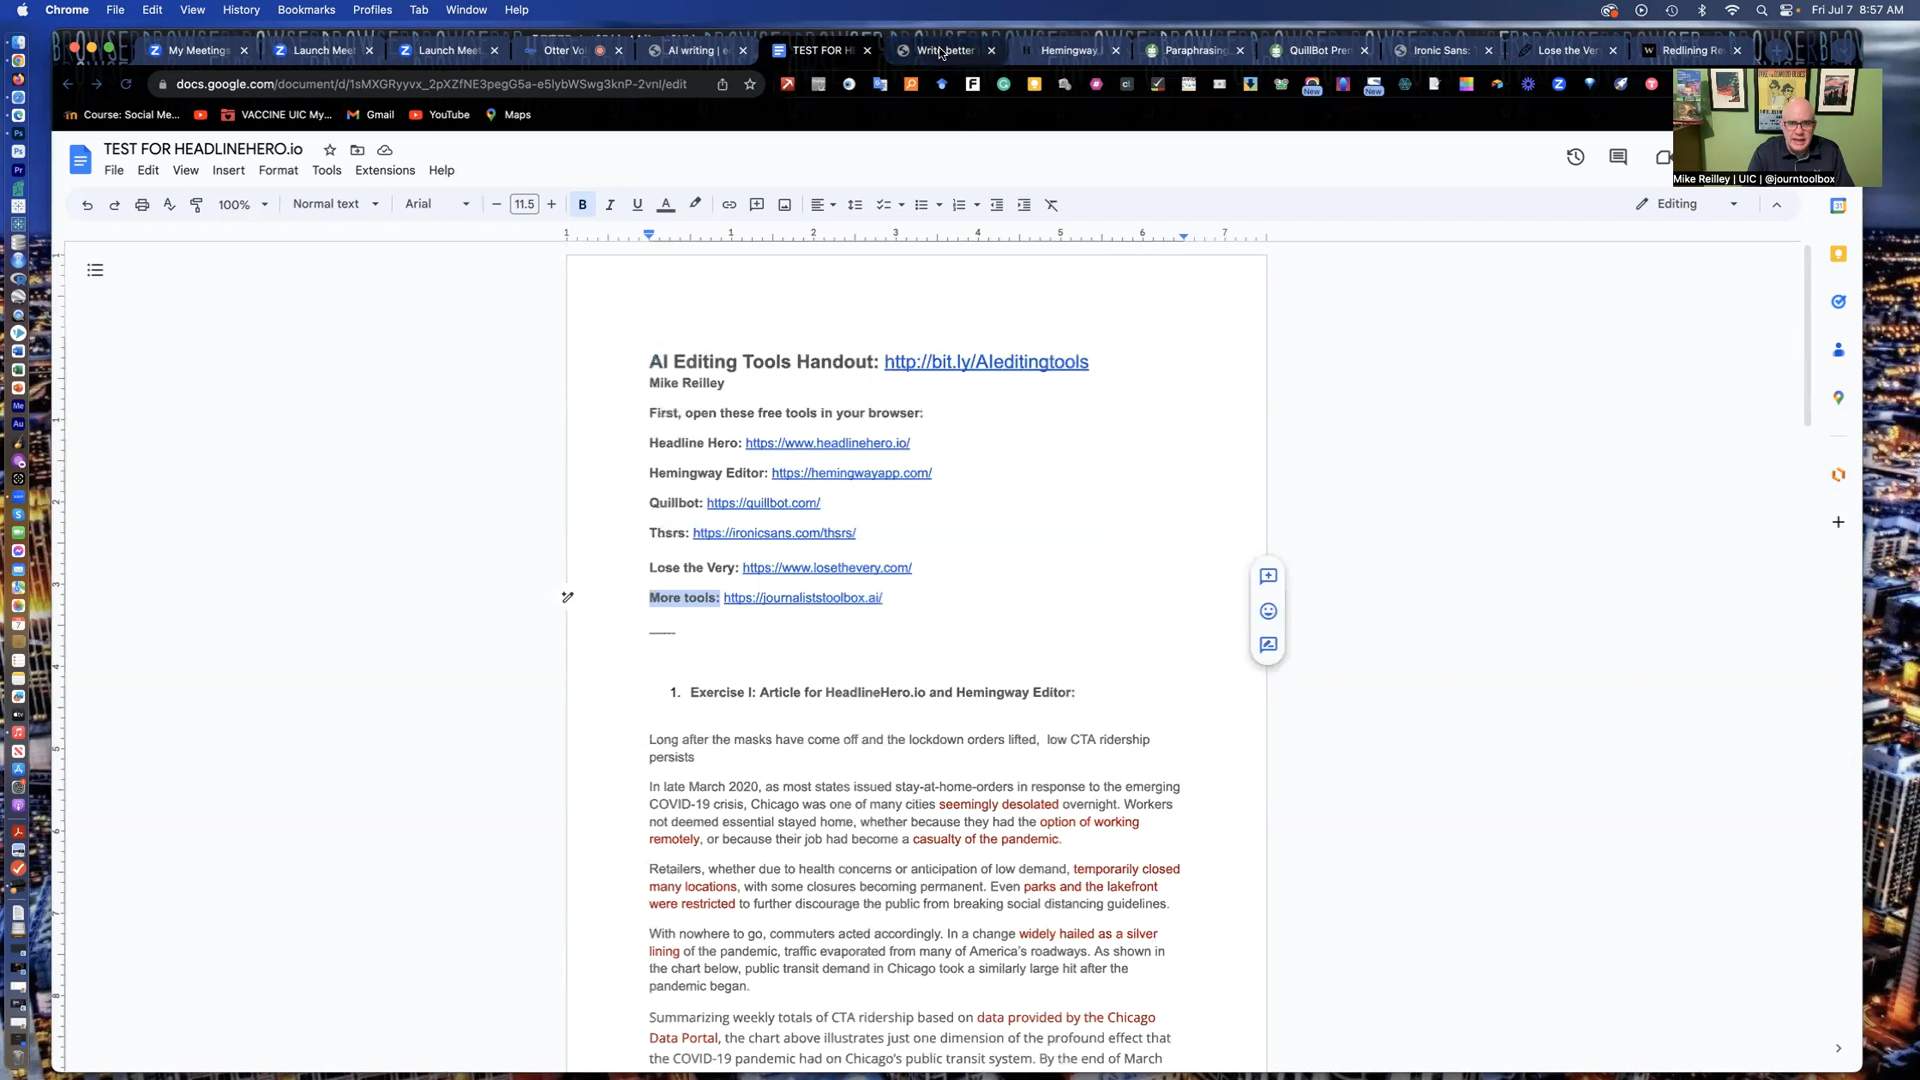 Chrome File Edit View History Bookmarks Profiles Tab Window Help
Fri Jul 7 8:57 AM
My Meetings
Launch Meet
Launch Meet
Otter Voi
AI writing | e
TEST FOR H
Write better
Hemingway
Paraphrasing
QuillBot Pren
Ironic Sans:
Lose the Very
Redlining Re
docs.google.com/document/d/1sMXGRyyvx_2pXZfNE3pegG5a-e5lybWSwg3knP-2vnI/edit
New
New
Course: Social Me...
VACCINE UIC My...
Gmail
YouTube
Maps
Mike Reilley | UIC | @journtoolbox
TEST FOR HEADLINEHERO.io
File Edit View Insert Format Tools Extensions Help
100% Normal text Arial 11.5 B I U A
Editing
1 1 2 3 4 5 6 7
AI Editing Tools Handout: http://bit.ly/AIeditingtools
Mike Reilley
First, open these free tools in your browser:
Headline Hero: https://www.headlinehero.io/
Hemingway Editor: https://hemingwayapp.com/
Quillbot: https://quillbot.com/
Thsrs: https://ironicsans.com/thsrs/
Lose the Very: https://www.losethevery.com/
More tools: https://journaliststoolbox.ai/
1. Exercise I: Article for HeadlineHero.io and Hemingway Editor:
Long after the masks have come off and the lockdown orders lifted, low CTA ridership
persists
In late March 2020, as most states issued stay-at-home-orders in response to the emerging
COVID-19 crisis, Chicago was one of many cities seemingly desolated overnight. Workers
not deemed essential stayed home, whether because they had the option of working
remotely, or because their job had become a casualty of the pandemic.
Retailers, whether due to health concerns or anticipation of low demand, temporarily closed
many locations, with some closures becoming permanent. Even parks and the lakefront
were restricted to further discourage the public from breaking social distancing guidelines.
With nowhere to go, commuters acted accordingly. In a change widely hailed as a silver
lining of the pandemic, traffic evaporated from many of America's roadways. As shown in
the chart below, public transit demand in Chicago took a similarly large hit after the
pandemic began.
Summarizing weekly totals of CTA ridership based on data provided by the Chicago
Data Portal, the chart above illustrates just one dimension of the profound effect that
the COVID-19 pandemic had on Chicago's public transit system. By the end of March